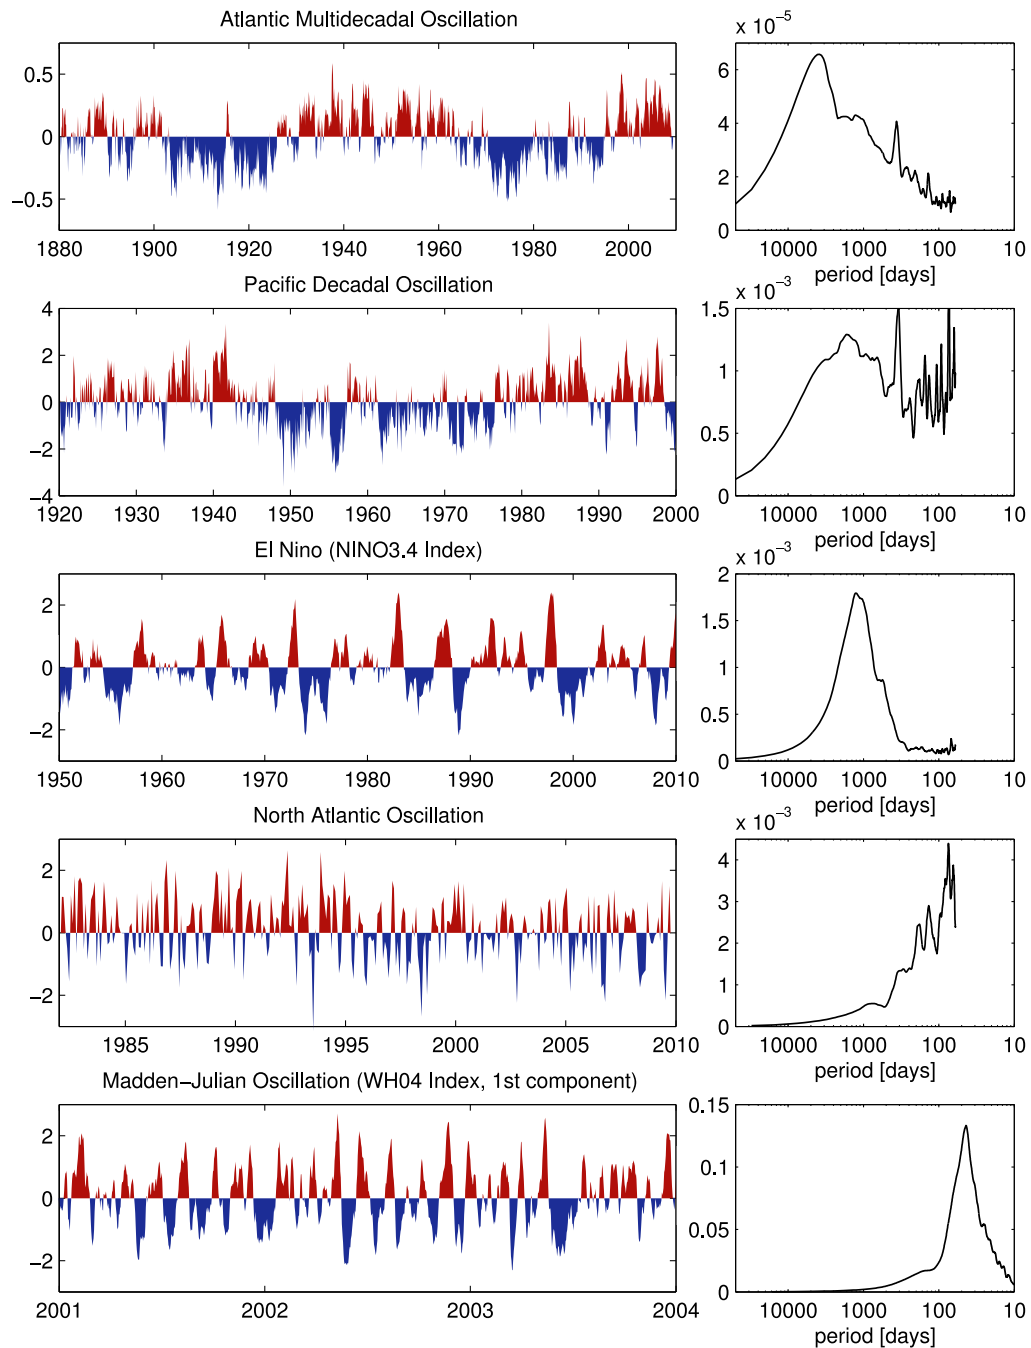 Atlantic Multidecadal Oscillation
x 10−5
0.5
0
−0.5
1880 1900 1920 1940 1960 1980 2000
6
4
2
0
10000 1000 100 10
period [days]
Pacific Decadal Oscillation
x 10−3
4
2
0
−2
−4
1920 1930 1940 1950 1960 1970 1980 1990 2000
1.5
1
0.5
0
10000 1000 100 10
period [days]
El Nino (NINO3.4 Index)
x 10−3
2
0
−2
1950 1960 1970 1980 1990 2000 2010
2
1.5
1
0.5
0
10000 1000 100 10
period [days]
North Atlantic Oscillation
x 10−3
2
0
−2
1985 1990 1995 2000 2005 2010
4
3
2
1
0
10000 1000 100 10
period [days]
Madden−Julian Oscillation (WH04 Index, 1st component)
2
0
−2
2001 2002 2003 2004
0.15
0.1
0.05
0
10000 1000 100 10
period [days]